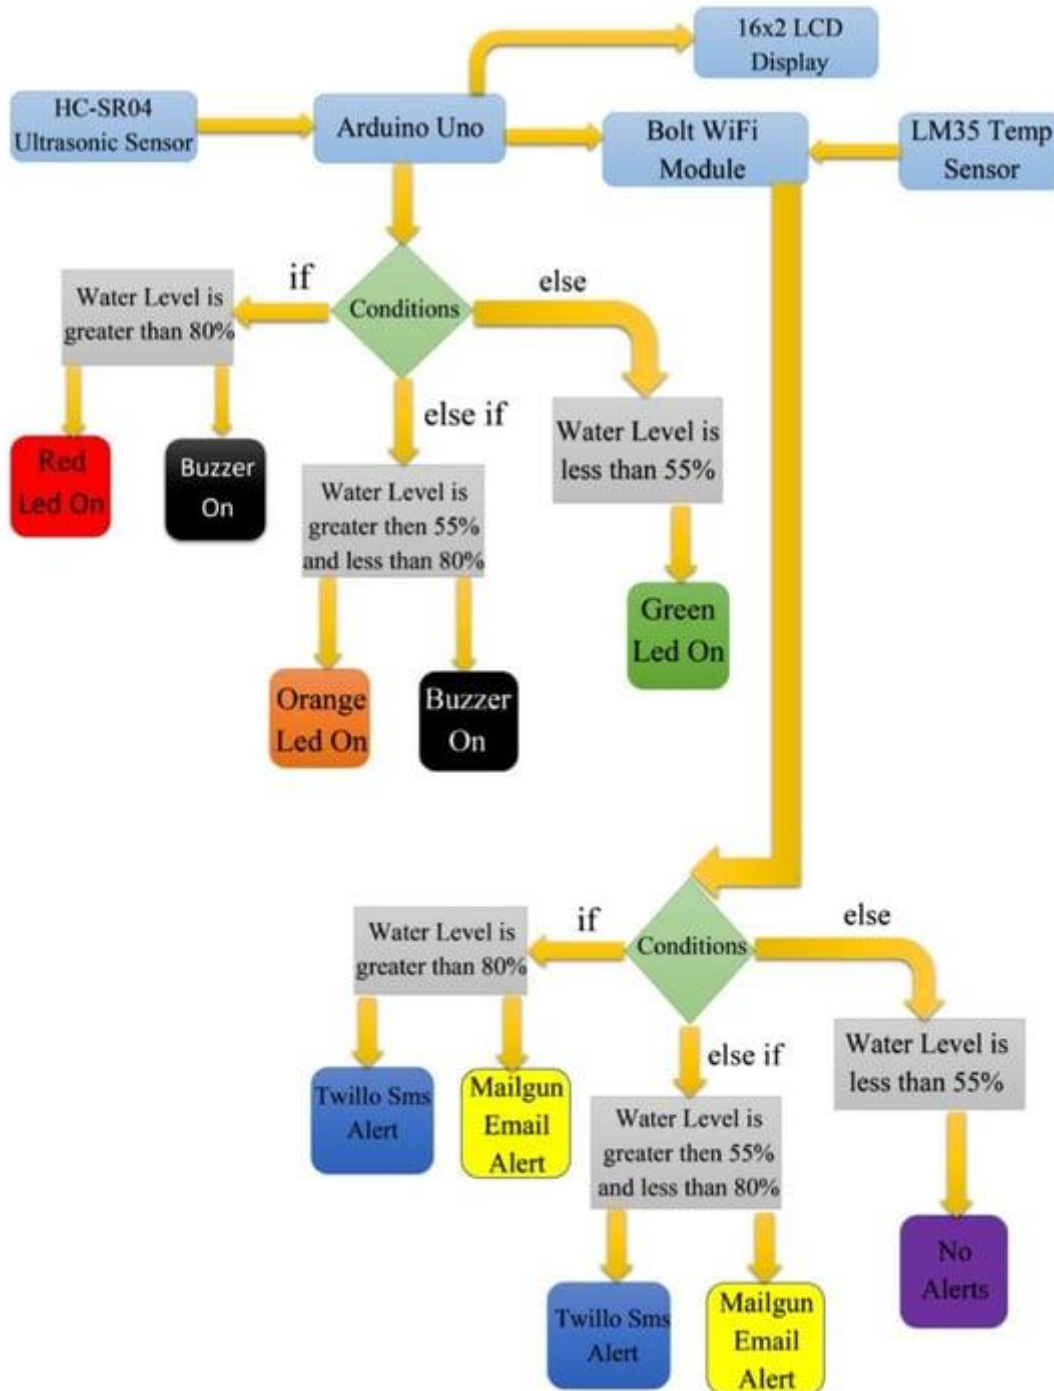 16x2 LCD
Display
HC-SR04
Ultrasonic Sensor
Arduino Uno
Bolt WiFi
Module
LM35 Temp
Sensor
if
Conditions
else
Water Level is
greater than 80%
else if
Water Level is
less than 55%
Red
Led On
Buzzer
On
Water Level is
greater then 55%
and less than 80%
Green
Led On
Orange
Led On
Buzzer
On
if
Conditions
else
Water Level is
greater than 80%
else if
Water Level is
less than 55%
Twillo Sms
Alert
Mailgun
Email
Alert
Water Level is
greater then 55%
and less than 80%
No
Alerts
Twillo Sms
Alert
Mailgun
Email
Alert